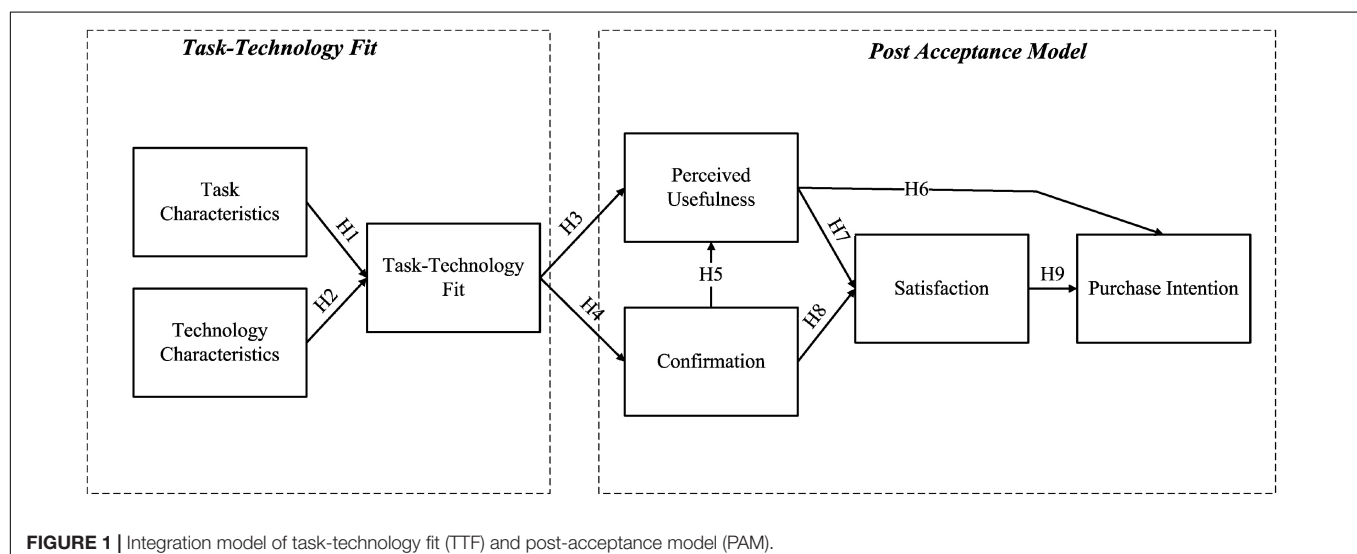 Task-Technology Fit
Post Acceptance Model
Task
Characteristics
H1
Technology
Characteristics
H2
Task-Technology
Fit
H3
H4
Perceived
Usefulness
H5
Confirmation
H6
H7
H8
Satisfaction
H9
Purchase Intention
FIGURE 1 | Integration model of task-technology fit (TTF) and post-acceptance model (PAM).